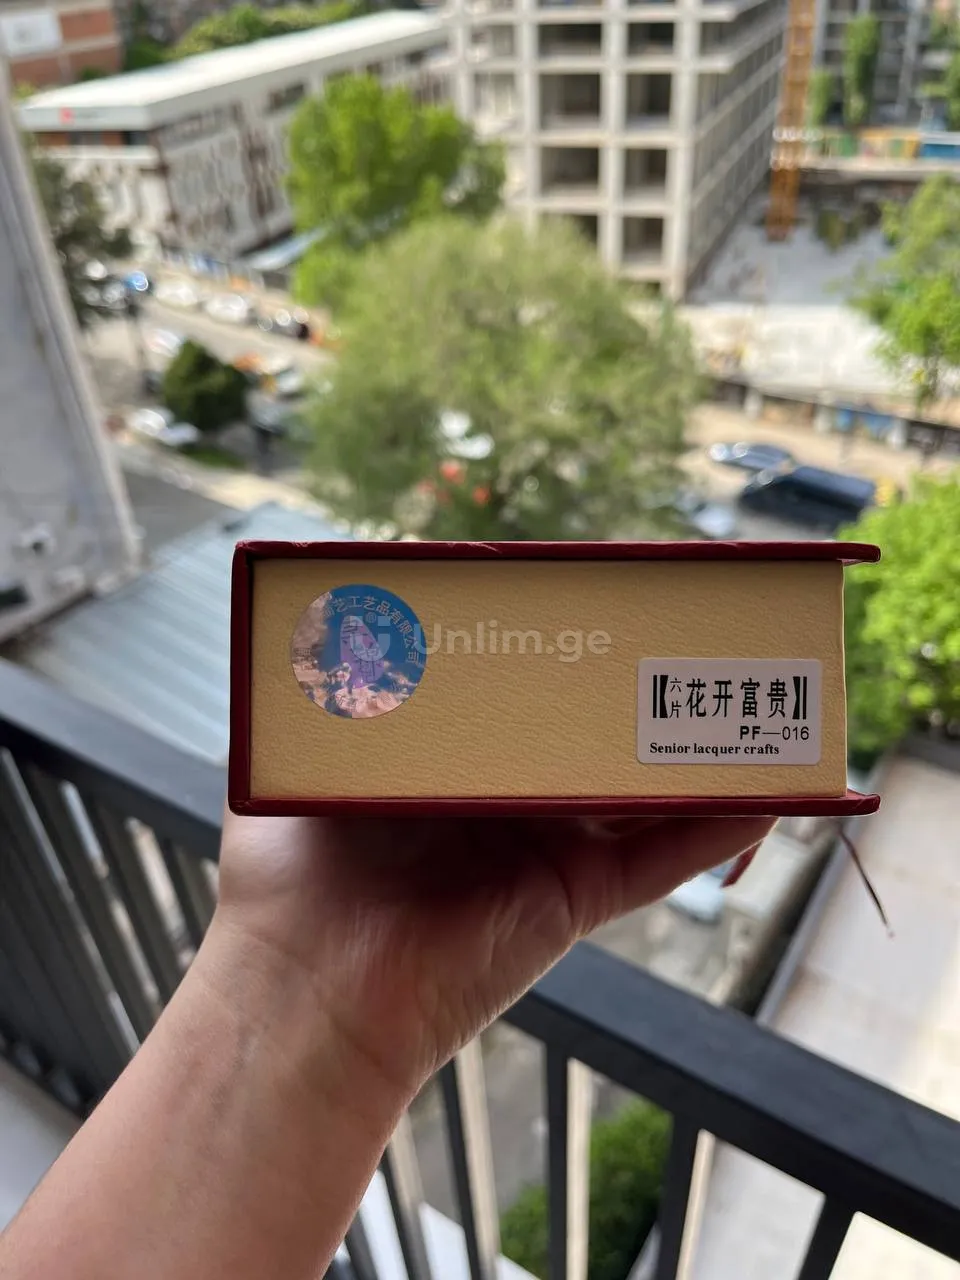 艺工艺品有限公司
®
Unlim.ge
【六片花开富贵】
PF—016
Senior lacquer crafts